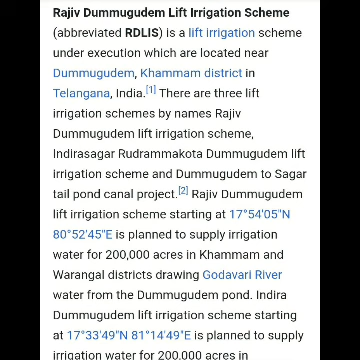 Rajiv Dummugudem Lift Irrigation Scheme
(abbreviated RDLIS) is a lift irrigation scheme
under execution which are located near
Dummugudem, Khammam district in
Telangana, India.[1] There are three lift
irrigation schemes by names Rajiv
Dummugudem lift irrigation scheme,
Indirasagar Rudrammakota Dummugudem lift
irrigation scheme and Dummugudem to Sagar
tail pond canal project.[2] Rajiv Dummugudem
lift irrigation scheme starting at 17°54′05″N
80°52′45″E is planned to supply irrigation
water for 200,000 acres in Khammam and
Warangal districts drawing Godavari River
water from the Dummugudem pond. Indira
Dummugudem lift irrigation scheme starting
at 17°33′49″N 81°14′49″E is planned to supply
irrigation water for 200,000 acres in